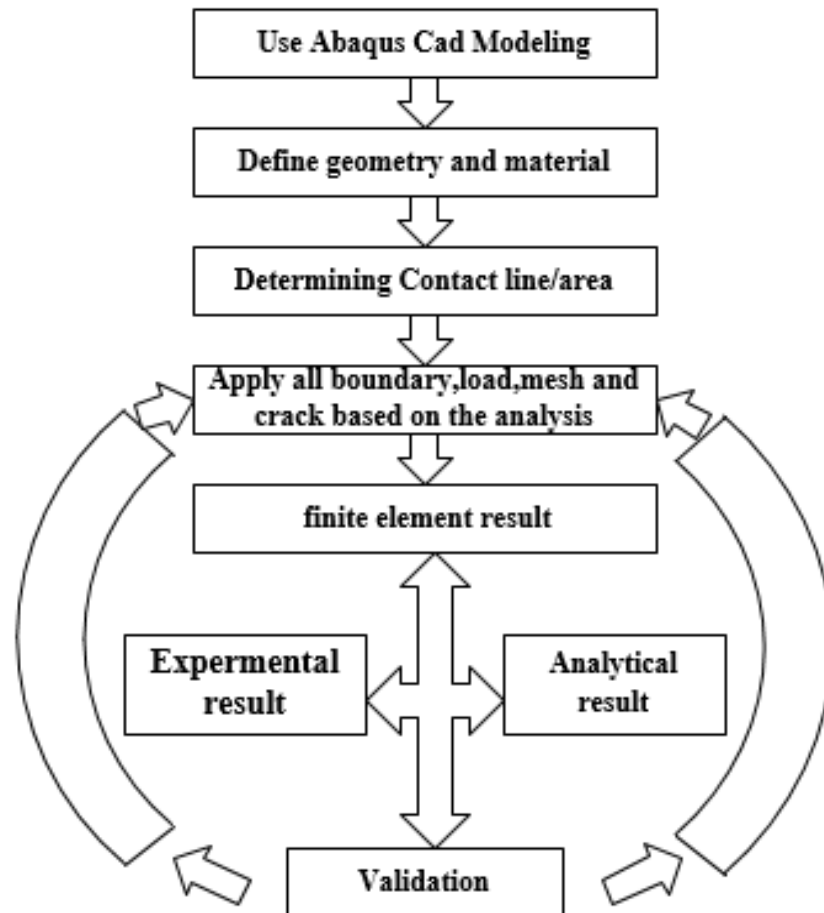 Use Abaqus Cad Modeling
Define geometry and material
Determining Contact line/area
Apply all boundary,load,mesh and
crack based on the analysis
finite element result
Expermental
result
Analytical
result
Validation